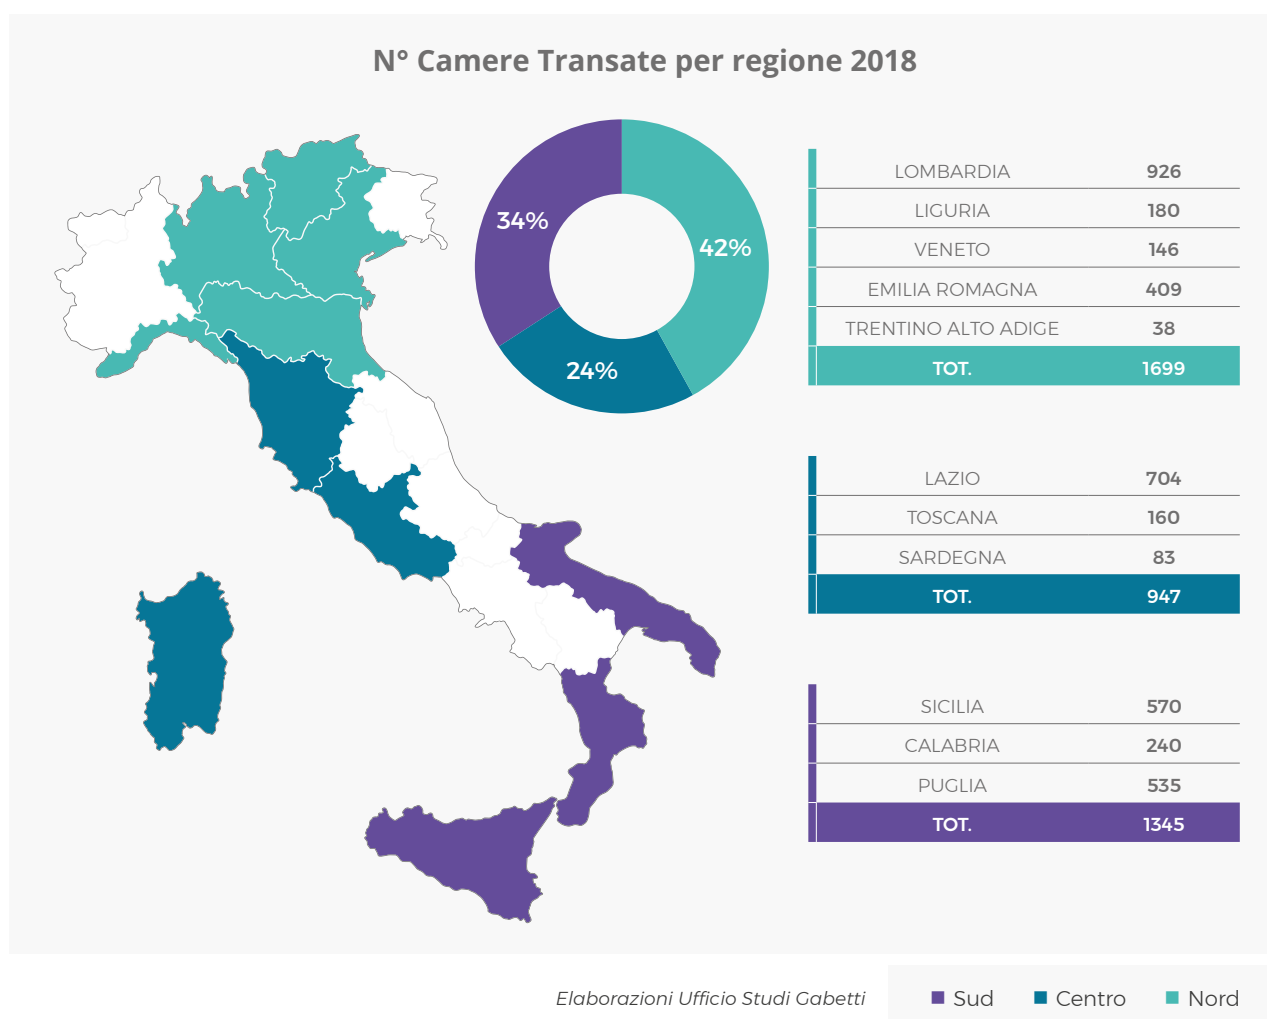 N° Camere Transate per regione 2018
34%
42%
24%
LOMBARDIA 926
LIGURIA 180
VENETO 146
EMILIA ROMAGNA 409
TRENTINO ALTO ADIGE 38
TOT. 1699
LAZIO 704
TOSCANA 160
SARDEGNA 83
TOT. 947
SICILIA 570
CALABRIA 240
PUGLIA 535
TOT. 1345
Elaborazioni Ufficio Studi Gabetti
Sud Centro Nord